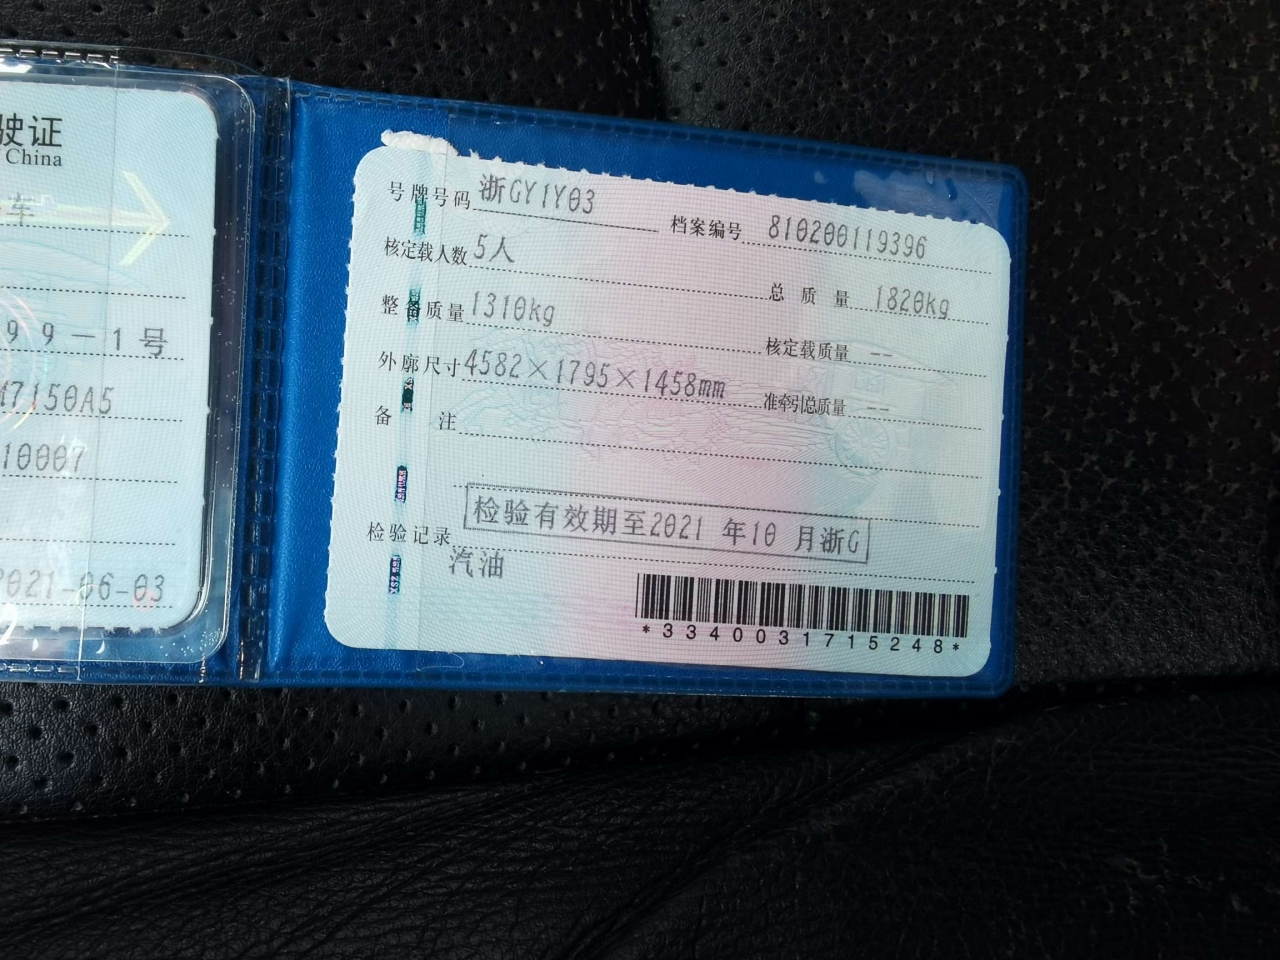 驶证
China
车
99-1号
M7150A5
10007
2021-06-03
号牌号码 浙GY1Y03 档案编号 810200119396
核定载人数 5人 总质量 1820kg
整备质量 1310kg 核定载质量 --
外廓尺寸 4582×1795×1458mm 准牵引总质量 --
备注
检验记录 检验有效期至2021 年10 月浙G
汽油
*3340031715248*